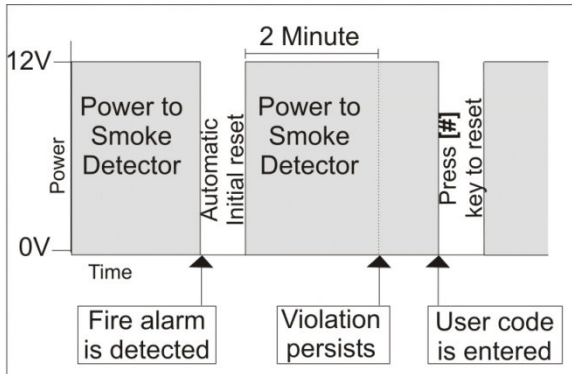 2 Minute
12V
Power to
Smoke
Detector
Automatic
Initial reset
Power to
Smoke
Detector
Press [#]
key to reset
Power
0V
Time
Fire alarm
is detected
Violation
persists
User code
is entered